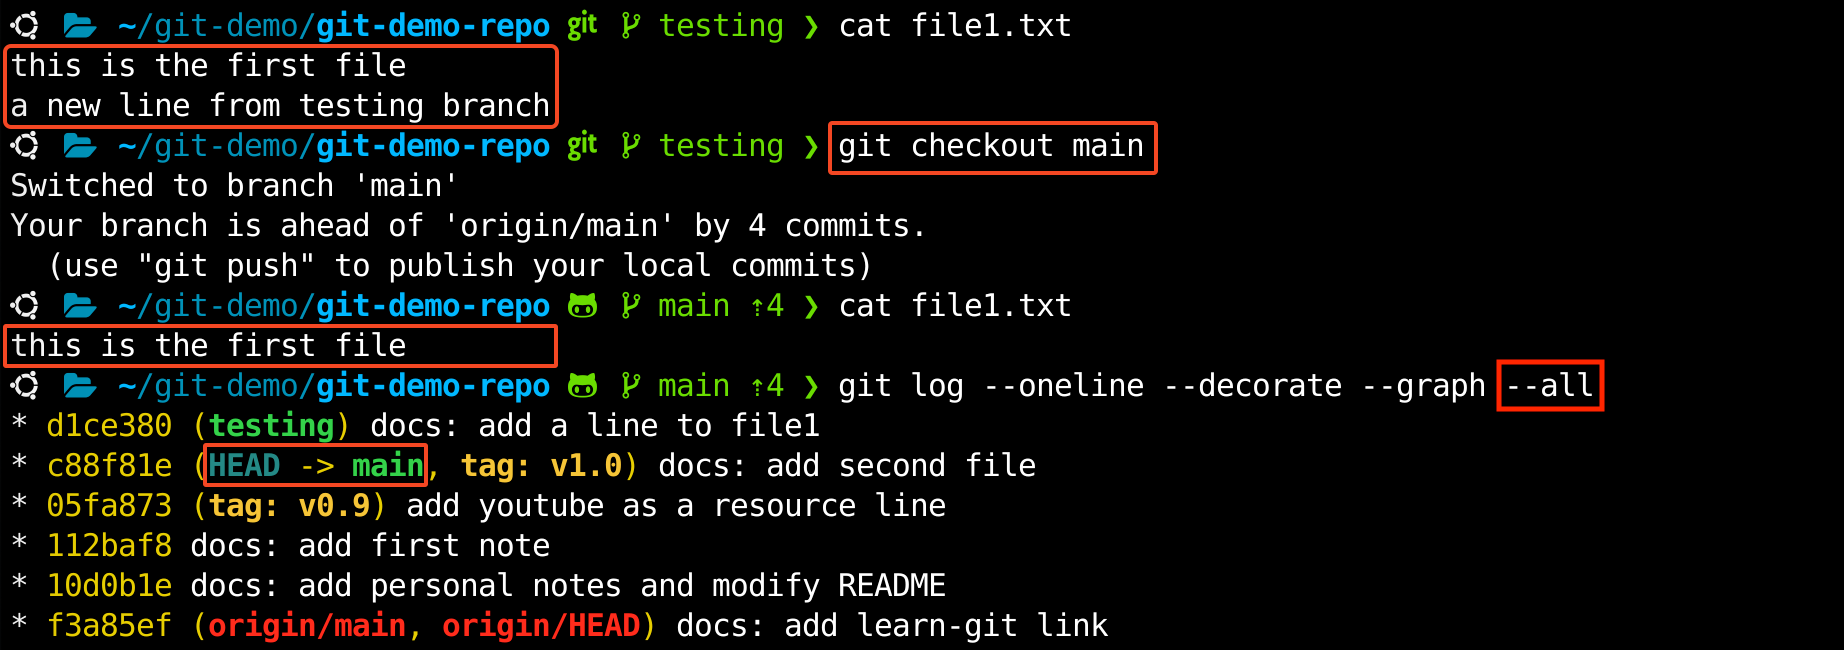 ~/git-demo/git-demo-repo git testing ❯ cat file1.txt
this is the first file
a new line from testing branch
~/git-demo/git-demo-repo git testing ❯ git checkout main
Switched to branch 'main'
Your branch is ahead of 'origin/main' by 4 commits.
  (use "git push" to publish your local commits)
~/git-demo/git-demo-repo main ⇡4 ❯ cat file1.txt
this is the first file
~/git-demo/git-demo-repo main ⇡4 ❯ git log --oneline --decorate --graph --all
* d1ce380 (testing) docs: add a line to file1
* c88f81e (HEAD -> main, tag: v1.0) docs: add second file
* 05fa873 (tag: v0.9) add youtube as a resource line
* 112baf8 docs: add first note
* 10d0b1e docs: add personal notes and modify README
* f3a85ef (origin/main, origin/HEAD) docs: add learn-git link